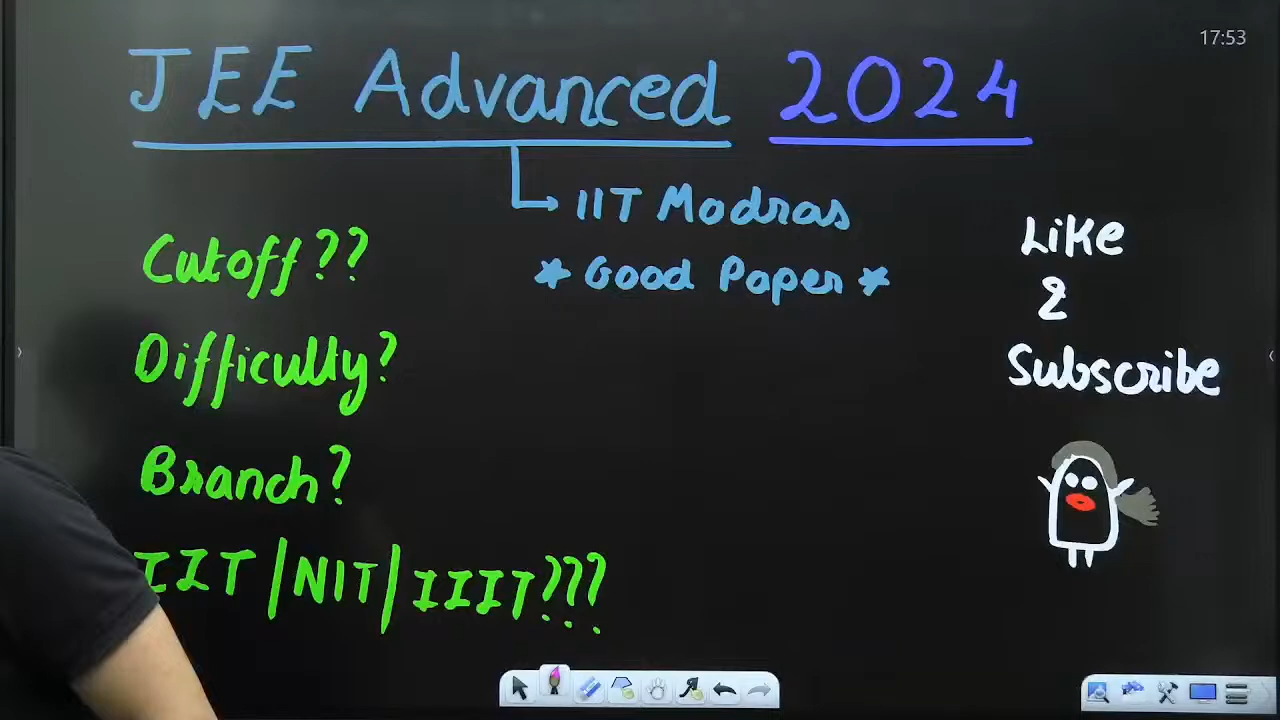 17:53
JEE Advanced 2024
IIT Madras
* Good Paper *
Cutoff??
Difficulty?
Branch?
IIT|NIT|IIIT???
Like
&
Subscribe